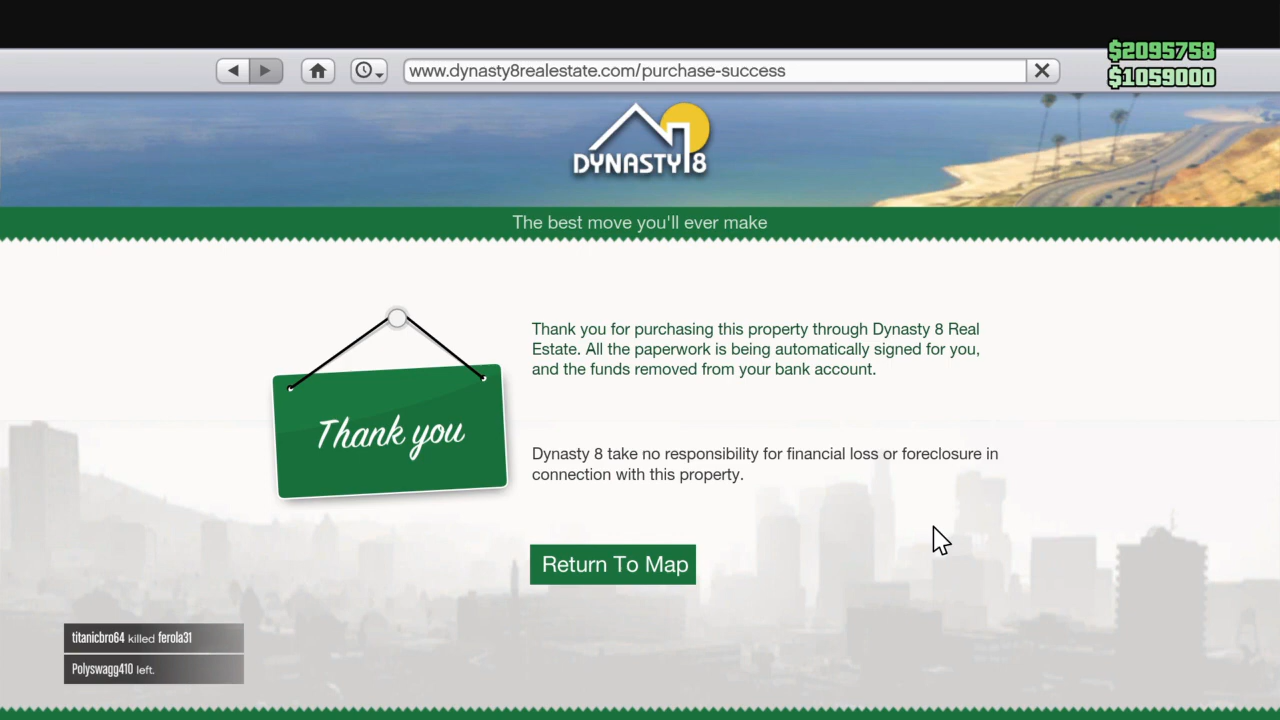 $2095758
www.dynasty8realestate.com/purchase-success
$1059000
DYNASTY 8
The best move you'll ever make
Thank you for purchasing this property through Dynasty 8 Real
Estate. All the paperwork is being automatically signed for you,
and the funds removed from your bank account.
Thank you
Dynasty 8 take no responsibility for financial loss or foreclosure in
connection with this property.
Return To Map
titanicbro64 killed ferola31
Polyswagg410 left.